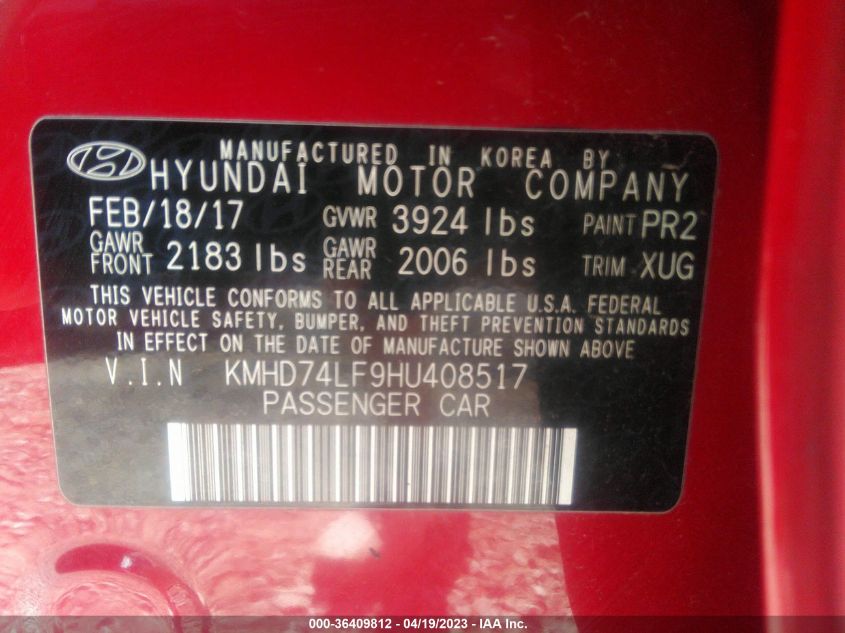 MANUFACTURED IN KOREA BY
HYUNDAI MOTOR COMPANY
FEB/18/17 GVWR 3924 lbs PAINT PR2
GAWR FRONT 2183 lbs GAWR REAR 2006 lbs TRIM XUG
THIS VEHICLE CONFORMS TO ALL APPLICABLE U.S.A. FEDERAL
MOTOR VEHICLE SAFETY, BUMPER, AND THEFT PREVENTION STANDARDS
IN EFFECT ON THE DATE OF MANUFACTURE SHOWN ABOVE
V.I.N KMHD74LF9HU408517
PASSENGER CAR
000-36409812 - 04/19/2023 - IAA Inc.